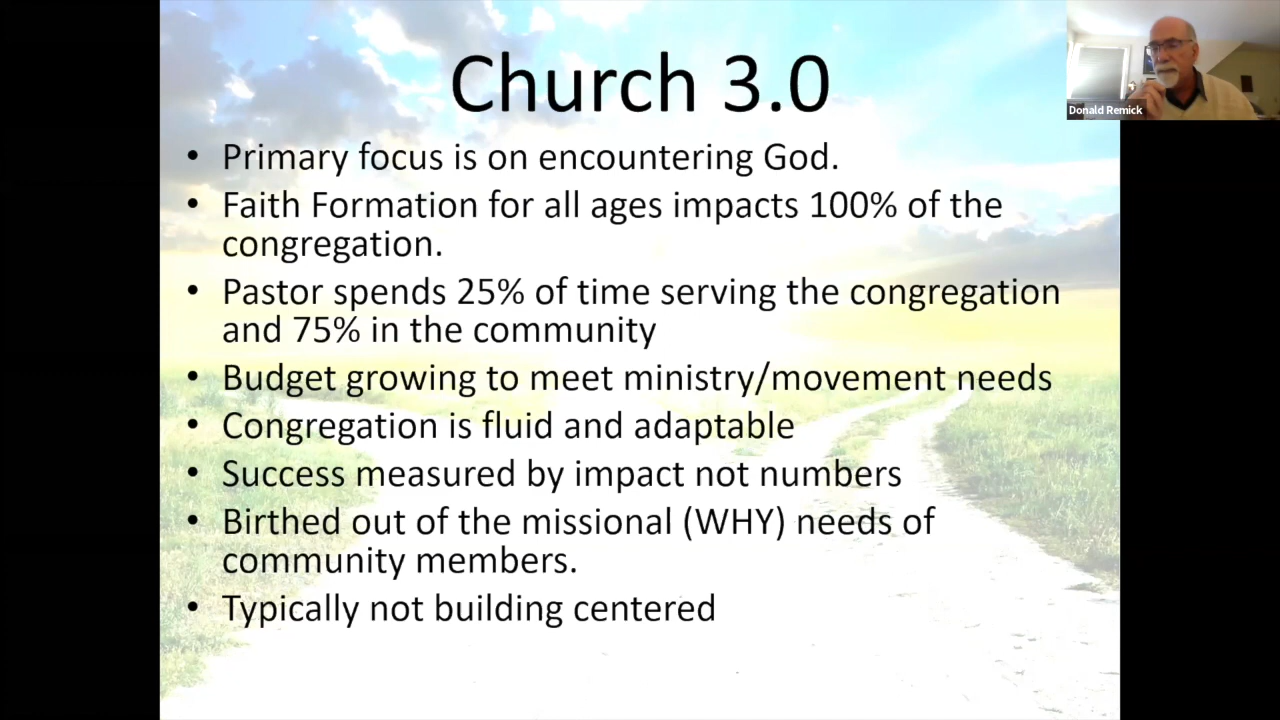 Church 3.0
Donald Remick
• Primary focus is on encountering God.
• Faith Formation for all ages impacts 100% of the
congregation.
• Pastor spends 25% of time serving the congregation
and 75% in the community
• Budget growing to meet ministry/movement needs
• Congregation is fluid and adaptable
• Success measured by impact not numbers
• Birthed out of the missional (WHY) needs of
community members.
• Typically not building centered